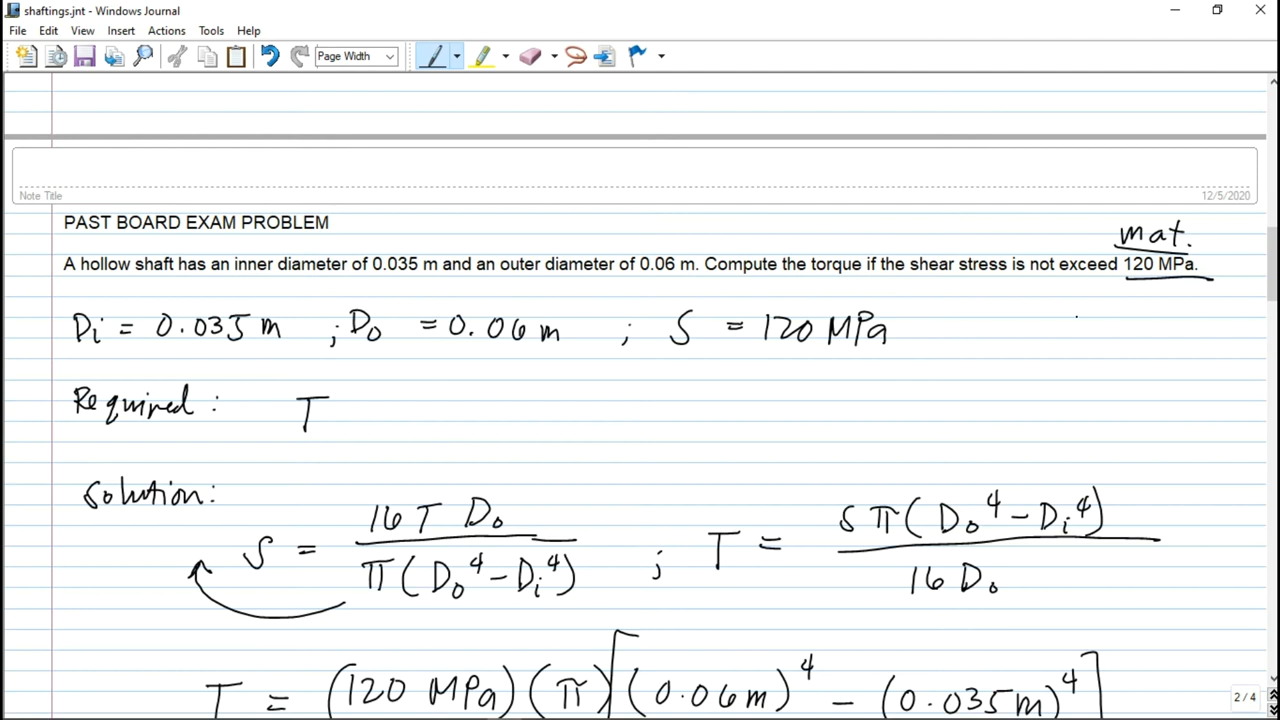 shaftings.jnt - Windows Journal
File Edit View Insert Actions Tools Help
Page Width
Note Title
12/5/2020
PAST BOARD EXAM PROBLEM
mat.
A hollow shaft has an inner diameter of 0.035 m and an outer diameter of 0.06 m. Compute the torque if the shear stress is not exceed 120 MPa.
Di = 0.035 m ; Do = 0.06 m ; S = 120 MPa
Required : T
Solution:
S = 16 T Do / π (Do⁴ - Di⁴) ; T = S π (Do⁴ - Di⁴) / 16 Do
T = (120 MPa) (π) [(0.06m)⁴ - (0.035m)⁴]
2 / 4